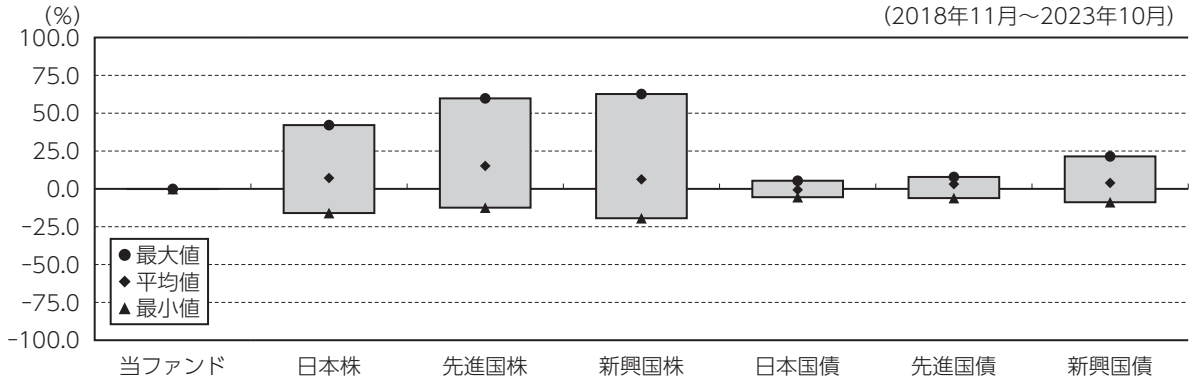 (%)
(2018年11月～2023年10月)
100.0
75.0
50.0
25.0
0.0
-25.0
-50.0
-75.0
-100.0
●最大値
◆平均値
▲最小値
当ファンド 日本株 先進国株 新興国株 日本国債 先進国債 新興国債